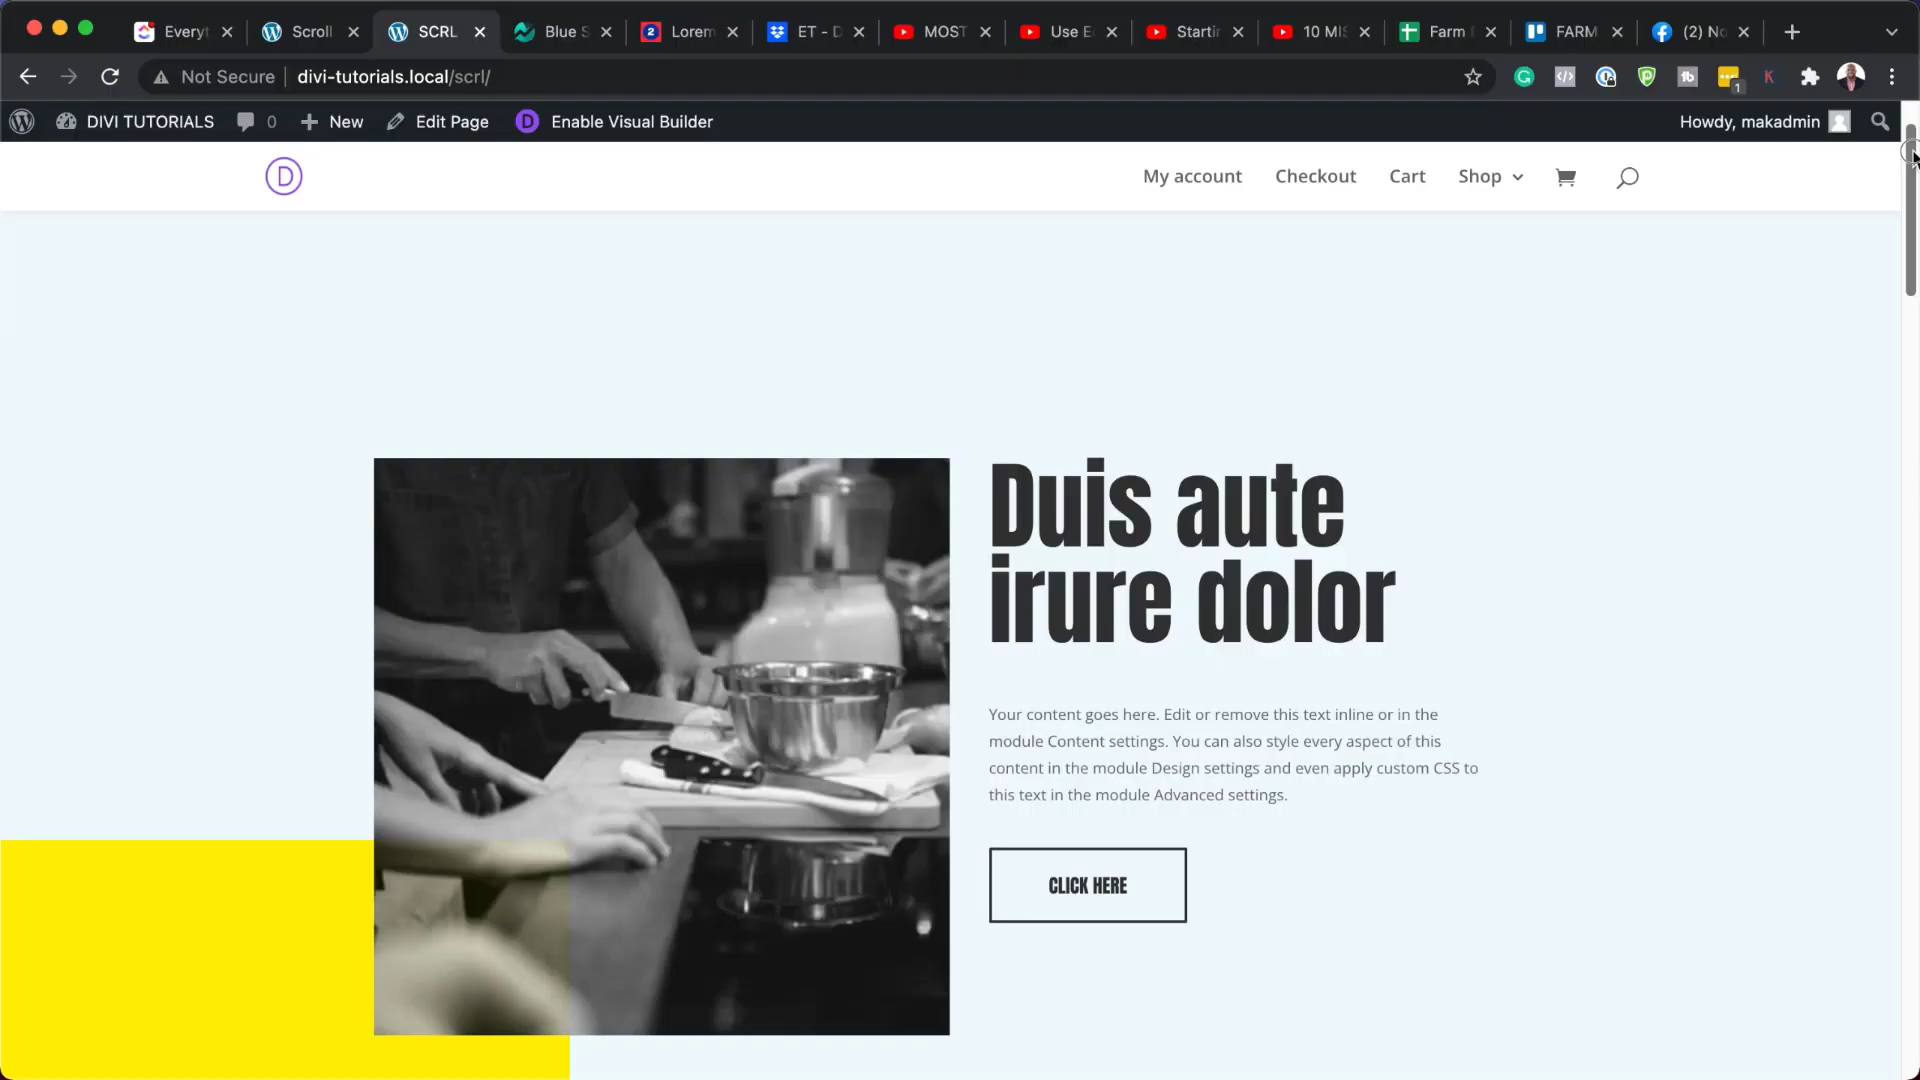 Everyt
Scroll
SCRL
Blue S
Lorem
ET - D
MOST
Use E
Startin
10 MIS
Farm
FARM
(2) No
Not Secure
divi-tutorials.local/scrl/
1
DIVI TUTORIALS
0
New
Edit Page
Enable Visual Builder
Howdy, makadmin
D
My account
Checkout
Cart
Shop
Duis aute
irure dolor
Your content goes here. Edit or remove this text inline or in the
module Content settings. You can also style every aspect of this
content in the module Design settings and even apply custom CSS to
this text in the module Advanced settings.
CLICK HERE